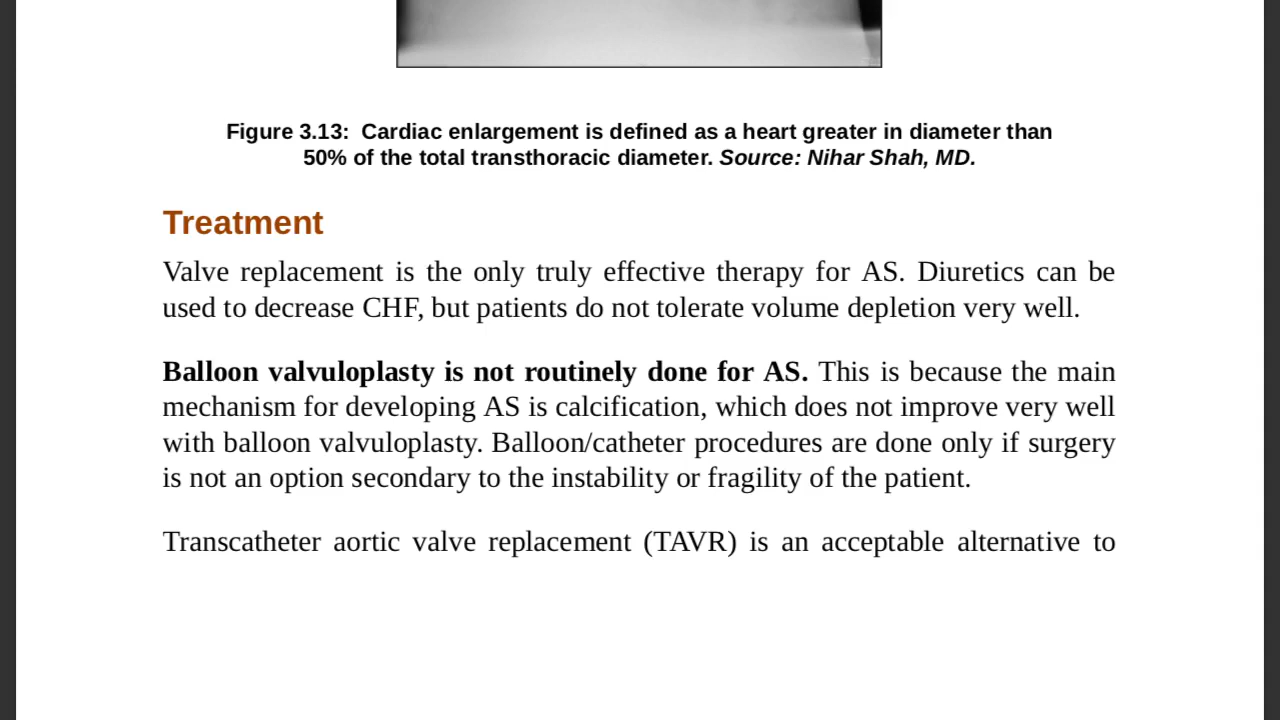 Figure 3.13:  Cardiac enlargement is defined as a heart greater in diameter than
50% of the total transthoracic diameter. Source: Nihar Shah, MD.
Treatment
Valve replacement is the only truly effective therapy for AS. Diuretics can be
used to decrease CHF, but patients do not tolerate volume depletion very well.
Balloon valvuloplasty is not routinely done for AS. This is because the main
mechanism for developing AS is calcification, which does not improve very well
with balloon valvuloplasty. Balloon/catheter procedures are done only if surgery
is not an option secondary to the instability or fragility of the patient.
Transcatheter aortic valve replacement (TAVR) is an acceptable alternative to